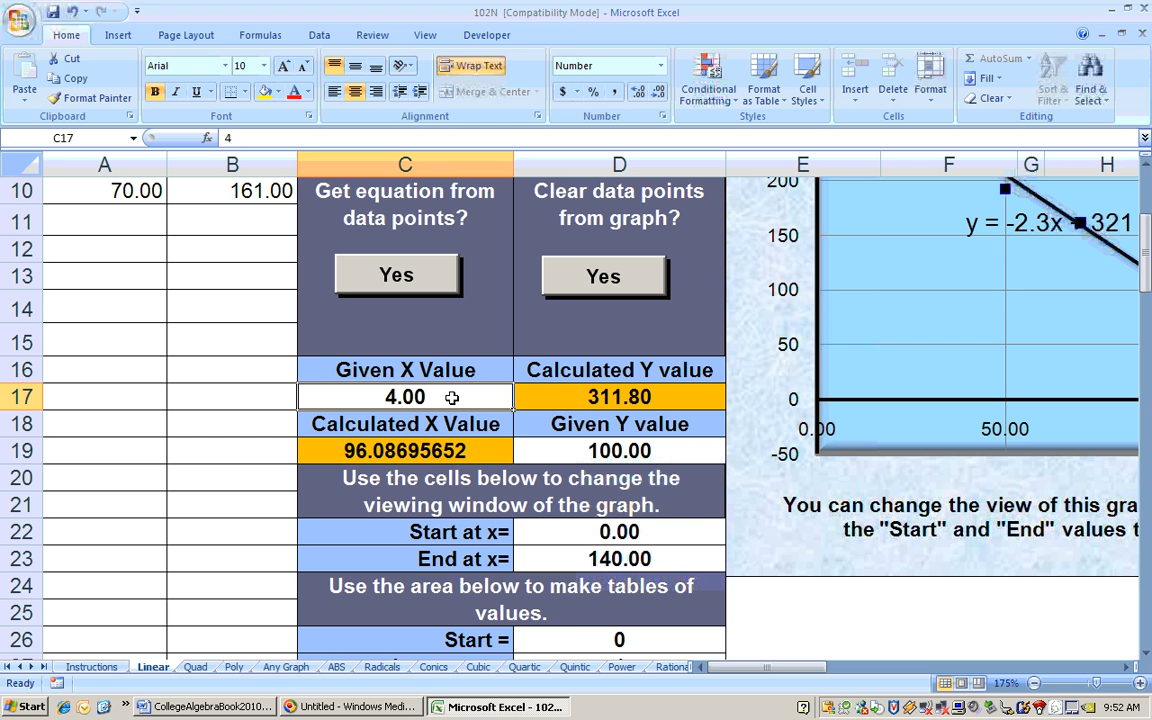 102N [Compatibility Mode] - Microsoft Excel
Home Insert Page Layout Formulas Data Review View Developer
Paste
Cut
Copy
Format Painter
Clipboard
Arial 10 A A
B I U A
Font
Wrap Text
Merge & Center
Alignment
Number
$ % , .0 .00 .00 .0
Number
Conditional Formatting
Format as Table
Cell Styles
Styles
Insert Delete Format
Cells
Σ AutoSum
Fill
Clear
Sort & Filter
Find & Select
Editing
C17 fx 4
A B C D E F G H
10 70.00 161.00 Get equation from data points? Clear data points from graph?
11
12
13 Yes Yes
14
15
16 Given X Value Calculated Y value
17 4.00 311.80
18 Calculated X Value Given Y value
19 96.08695652 100.00
20 Use the cells below to change the
21 viewing window of the graph.
22 Start at x= 0.00
23 End at x= 140.00
24 Use the area below to make tables of
25 values.
26 Start = 0
200
y = -2.3x + 321
150
100
50
0
0.00 50.00
-50
You can change the view of this gra
the "Start" and "End" values t
Instructions Linear Quad Poly Any Graph ABS Radicals Conics Cubic Quartic Quintic Power Rationa
Ready 175%
Start CollegeAlgebraBook2010... Untitled - Windows Medi... Microsoft Excel - 102... 9:52 AM